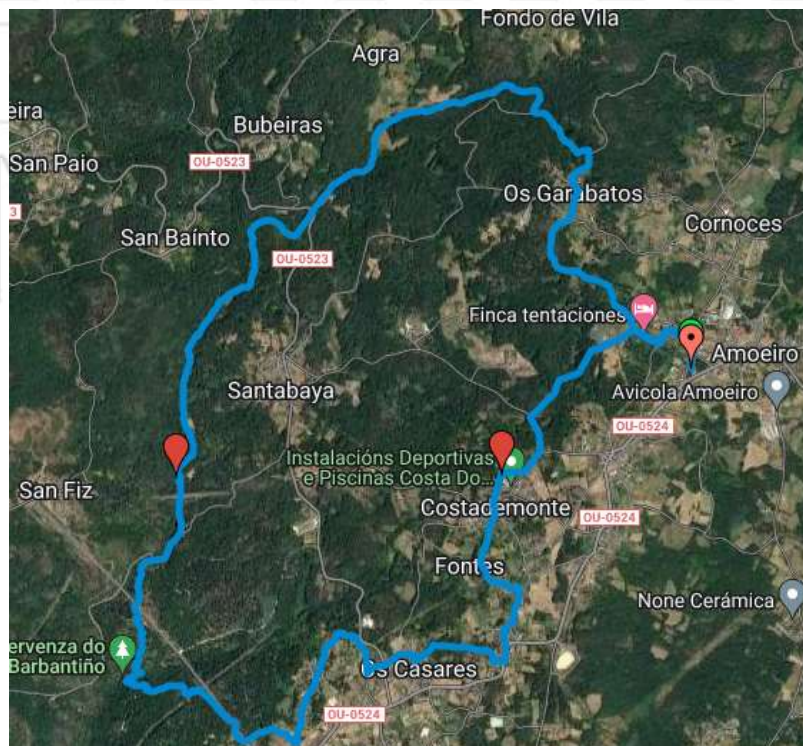 Fondo de Vila
Agra
eira
Bubeiras
OU-0523
San Paio
Os Garabatos
3
Cornoces
San Baínto
OU-0523
Finca tentaciones
Amoeiro
Santabaya
Avicola Amoeiro
OU-0524
Instalacións Deportivas
e Piscinas Costa Do...
San Fiz
Costademonte
OU-0524
Fontes
None Cerámica
ervenza do
Barbantiño
Os Casares
OU-0524